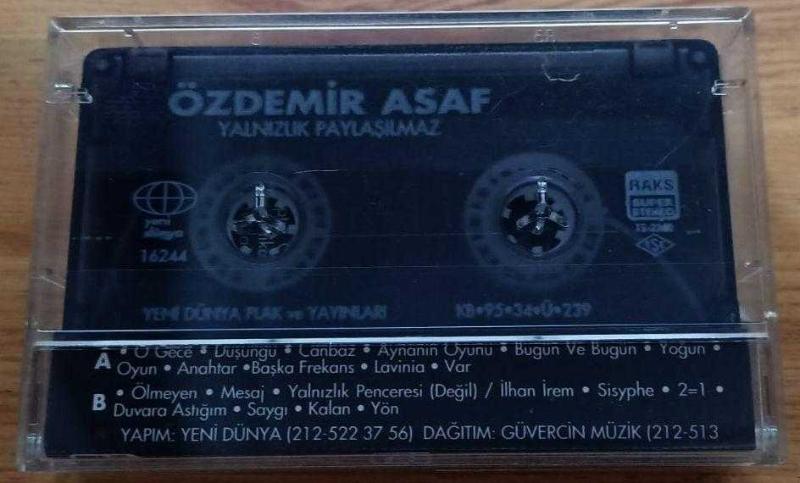 ÖZDEMİR ASAF
YALNIZLIK PAYLAŞILMAZ
yeni dünya
RAKS
SUPER STEREO
TSE
16244
YENİ DÜNYA PLAK ve YAYINLARI KB•95•34•Ü•239
A • O Gece • Düşüngü • Canbaz • Aynanın Oyunu • Bugün Ve Bugün • Yoğun •
Oyun • Anahtar •Başka Frekans • Lavinia • Var
B • Ölmeyen • Mesaj • Yalnızlık Penceresi (Değil) / İlhan İrem • Sisyphe • 2=1 •
Duvara Astığım • Saygı • Kalan • Yön
YAPIM: YENİ DÜNYA (212-522 37 56) DAĞITIM: GÜVERCİN MÜZİK (212-513